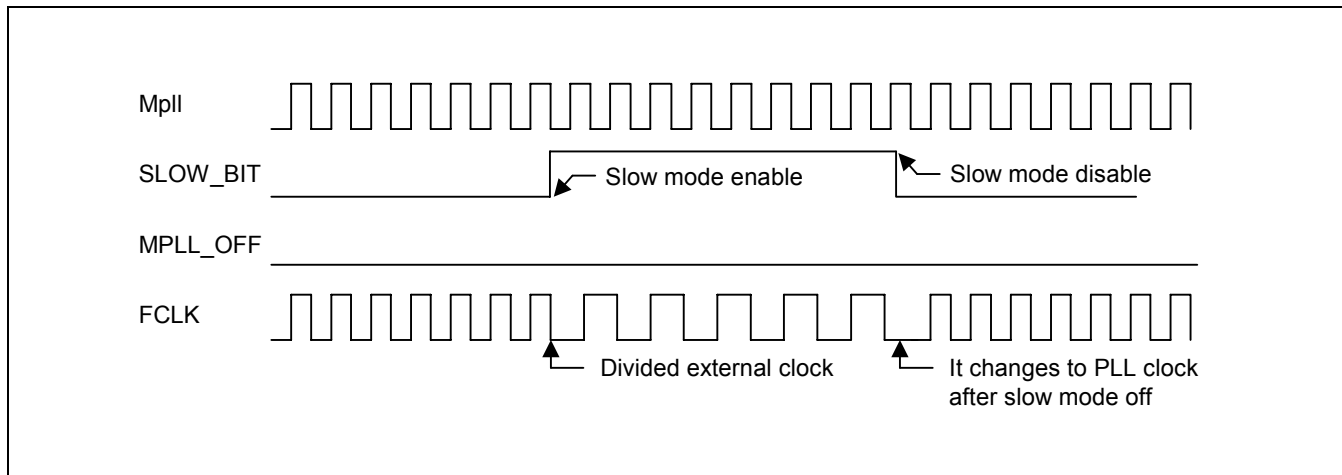 Mpll
SLOW_BIT
Slow mode enable
Slow mode disable
MPLL_OFF
FCLK
Divided external clock
It changes to PLL clock
after slow mode off